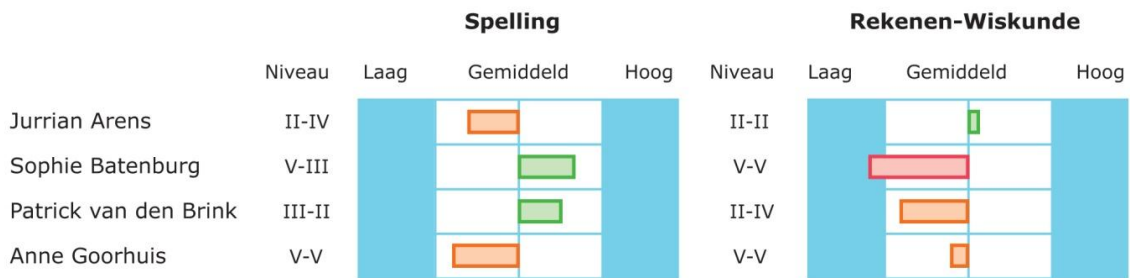 Spelling Rekenen-Wiskunde
Niveau Laag Gemiddeld Hoog Niveau Laag Gemiddeld Hoog
Jurrian Arens II-IV II-II
Sophie Batenburg V-III V-V
Patrick van den Brink III-II II-IV
Anne Goorhuis V-V V-V